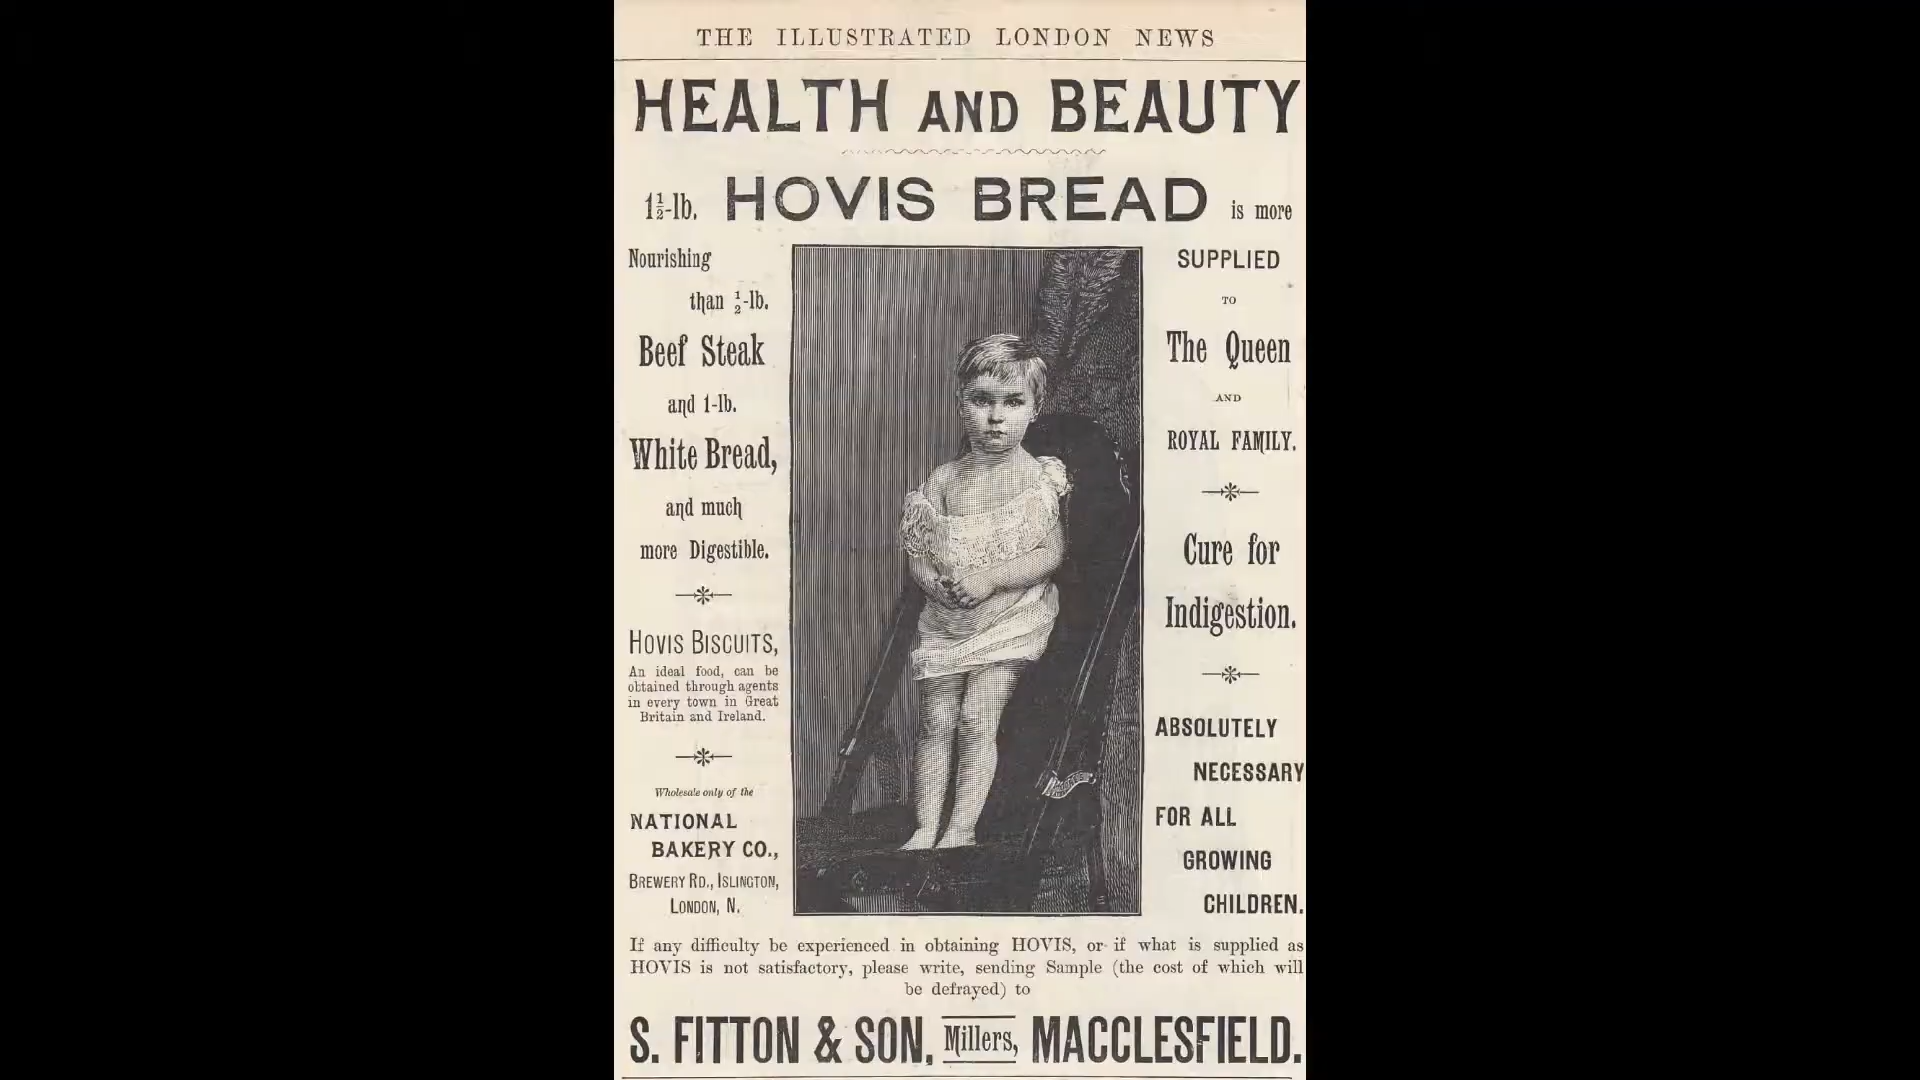 THE ILLUSTRATED LONDON NEWS
HEALTH AND BEAUTY
1½-lb. HOVIS BREAD is more
Nourishing
than ½-lb.
Beef Steak
and 1-lb.
White Bread,
and much
more Digestible.
HOVIS BISCUITS,
An ideal food, can be
obtained through agents
in every town in Great
Britain and Ireland.
Wholesale only of the
NATIONAL
BAKERY CO.,
BREWERY RD., ISLINGTON,
LONDON, N.
SUPPLIED
TO
The Queen
AND
ROYAL FAMILY.
Cure for
Indigestion.
ABSOLUTELY
NECESSARY
FOR ALL
GROWING
CHILDREN.
If any difficulty be experienced in obtaining HOVIS, or if what is supplied as
HOVIS is not satisfactory, please write, sending Sample (the cost of which will
be defrayed) to
S. FITTON & SON, Millers, MACCLESFIELD.